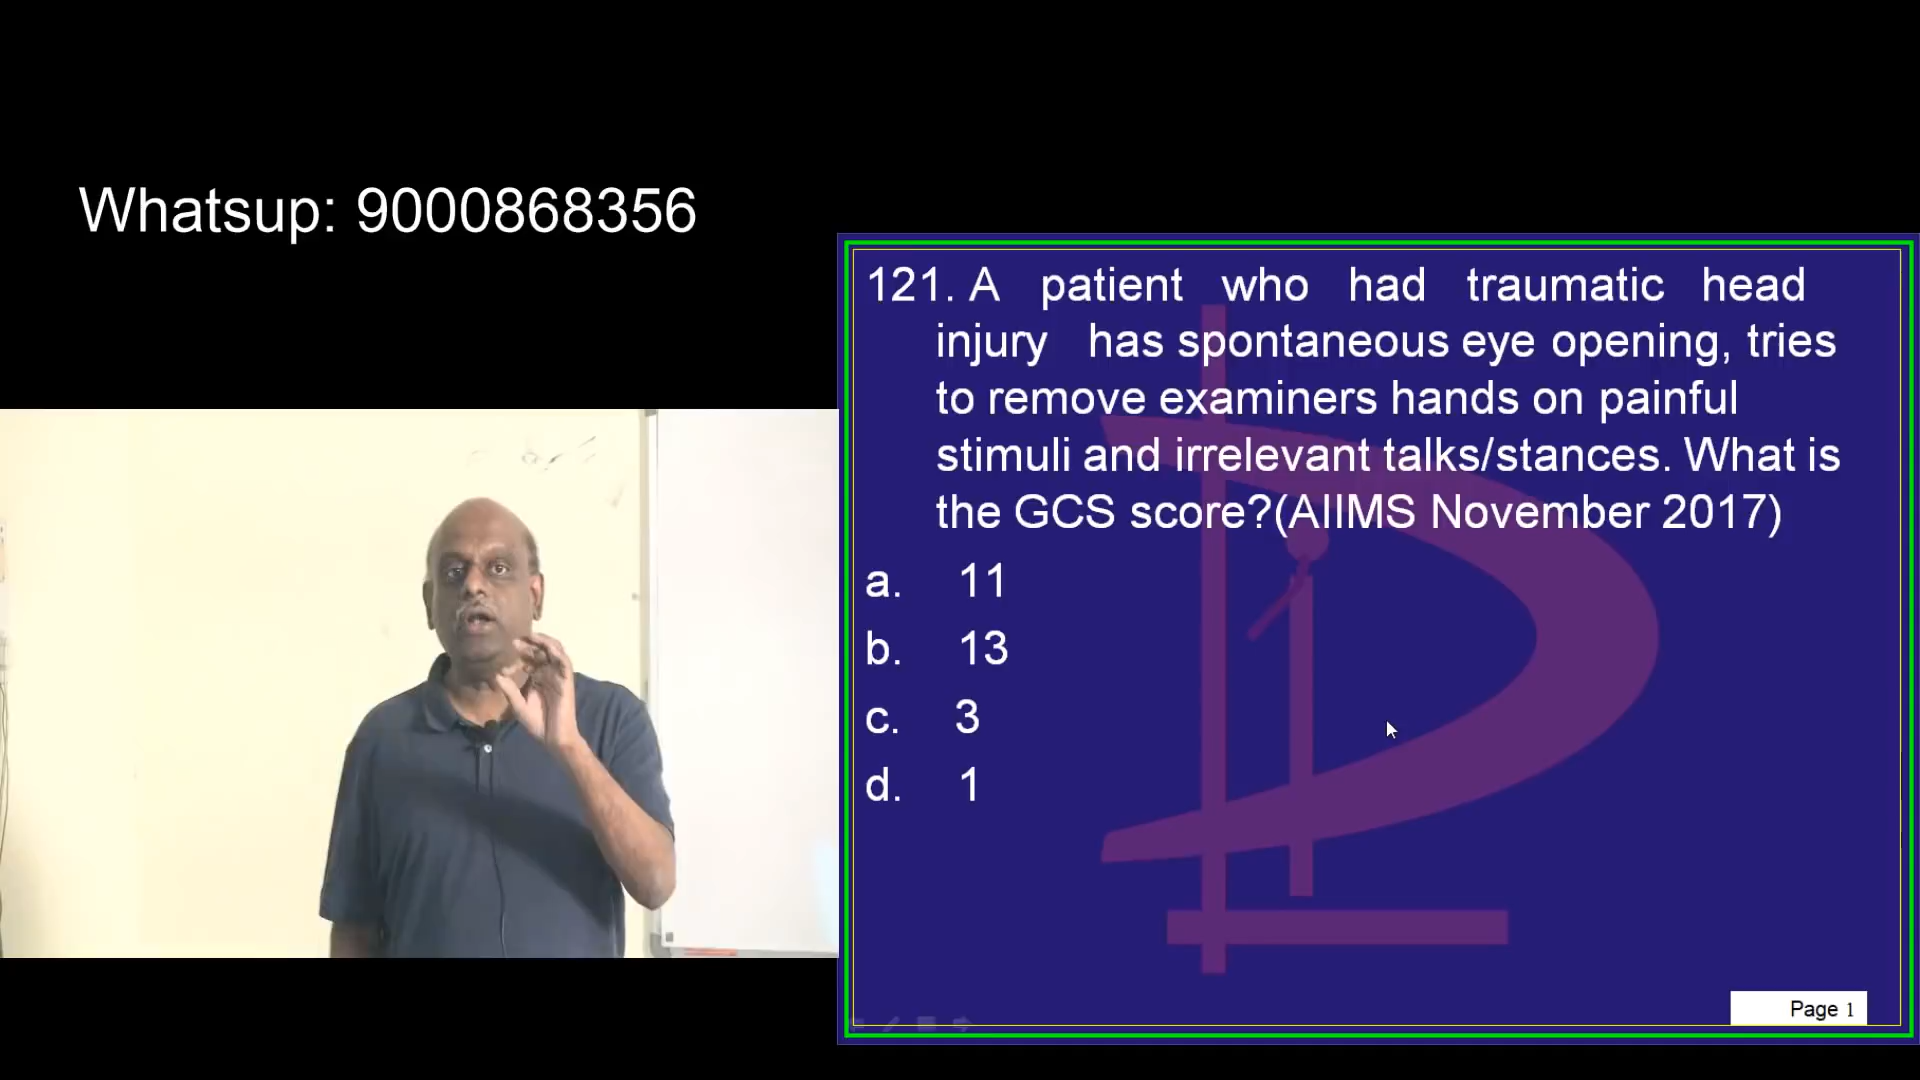 Whatsup: 9000868356
121. A patient who had traumatic head
injury has spontaneous eye opening, tries
to remove examiners hands on painful
stimuli and irrelevant talks/stances. What is
the GCS score?(AIIMS November 2017)
a. 11
b. 13
c. 3
d. 1
Page 1